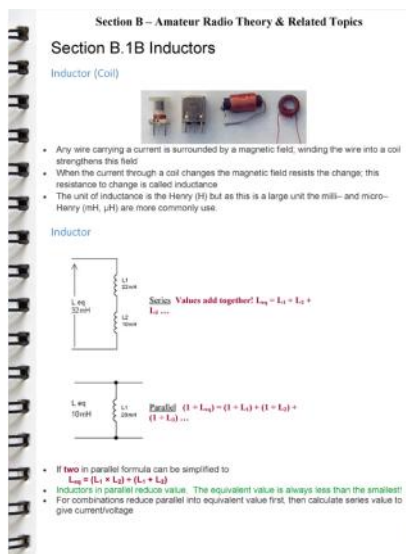 Section B – Amateur Radio Theory & Related Topics
Section B.1B Inductors
Inductor (Coil)
• Any wire carrying a current is surrounded by a magnetic field, winding the wire into a coil
strengthens this field
• When the current through a coil changes the magnetic field resists the change; this
resistance to change is called inductance
• The unit of inductance is the Henry (H) but as this is a large unit the milli– and micro–
Henry (mH, µH) are more commonly use.
Inductor
L eq
32mH
L1
22mH
L2
10mH
Series Values add together! Leq = L₁ + L₂ +
L₃ ....
L eq
10mH
L1
20mH
Parallel (1 ÷ Leq) = (1 ÷ L₁) + (1 ÷ L₂) +
(1 ÷ L₃) ...
• If two in parallel formula can be simplified to
Leq = (L₁ × L₂) ÷ (L₁ + L₂)
• Inductors in parallel reduce value. The equivalent value is always less than the smallest!
• For combinations reduce parallel into equivalent value first, then calculate series value to
give current/voltage